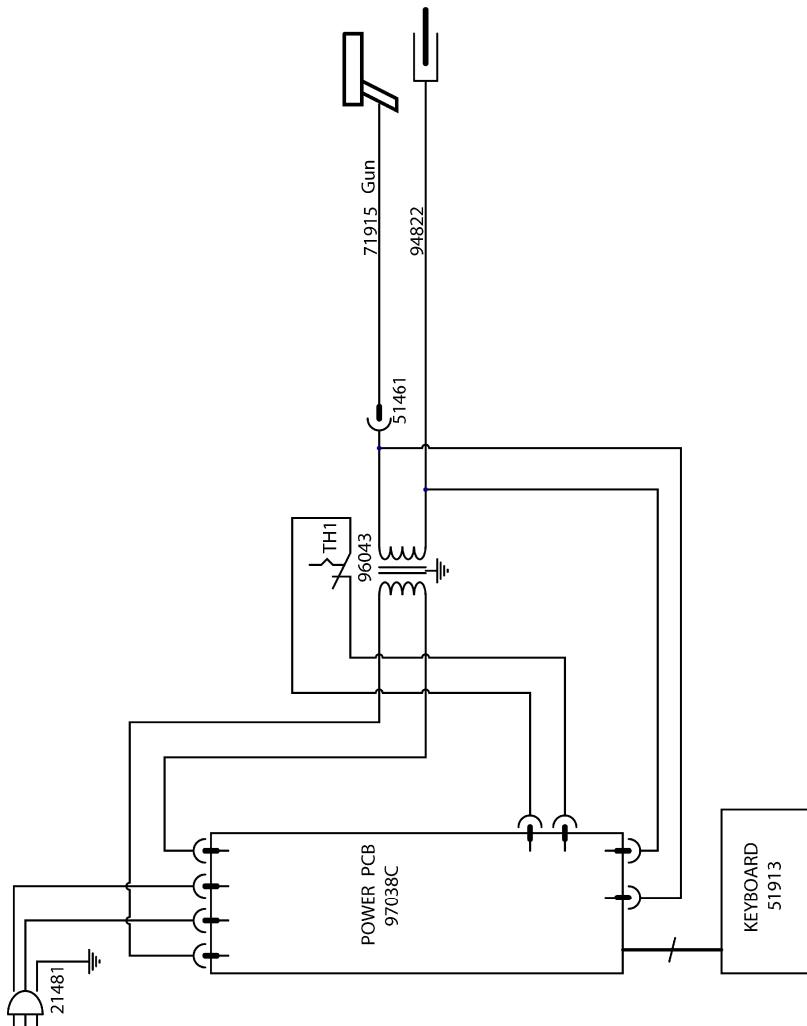 71915 Gun
94822
51461
TH1
96043
POWER PCB
97038C
KEYBOARD
51913
21481